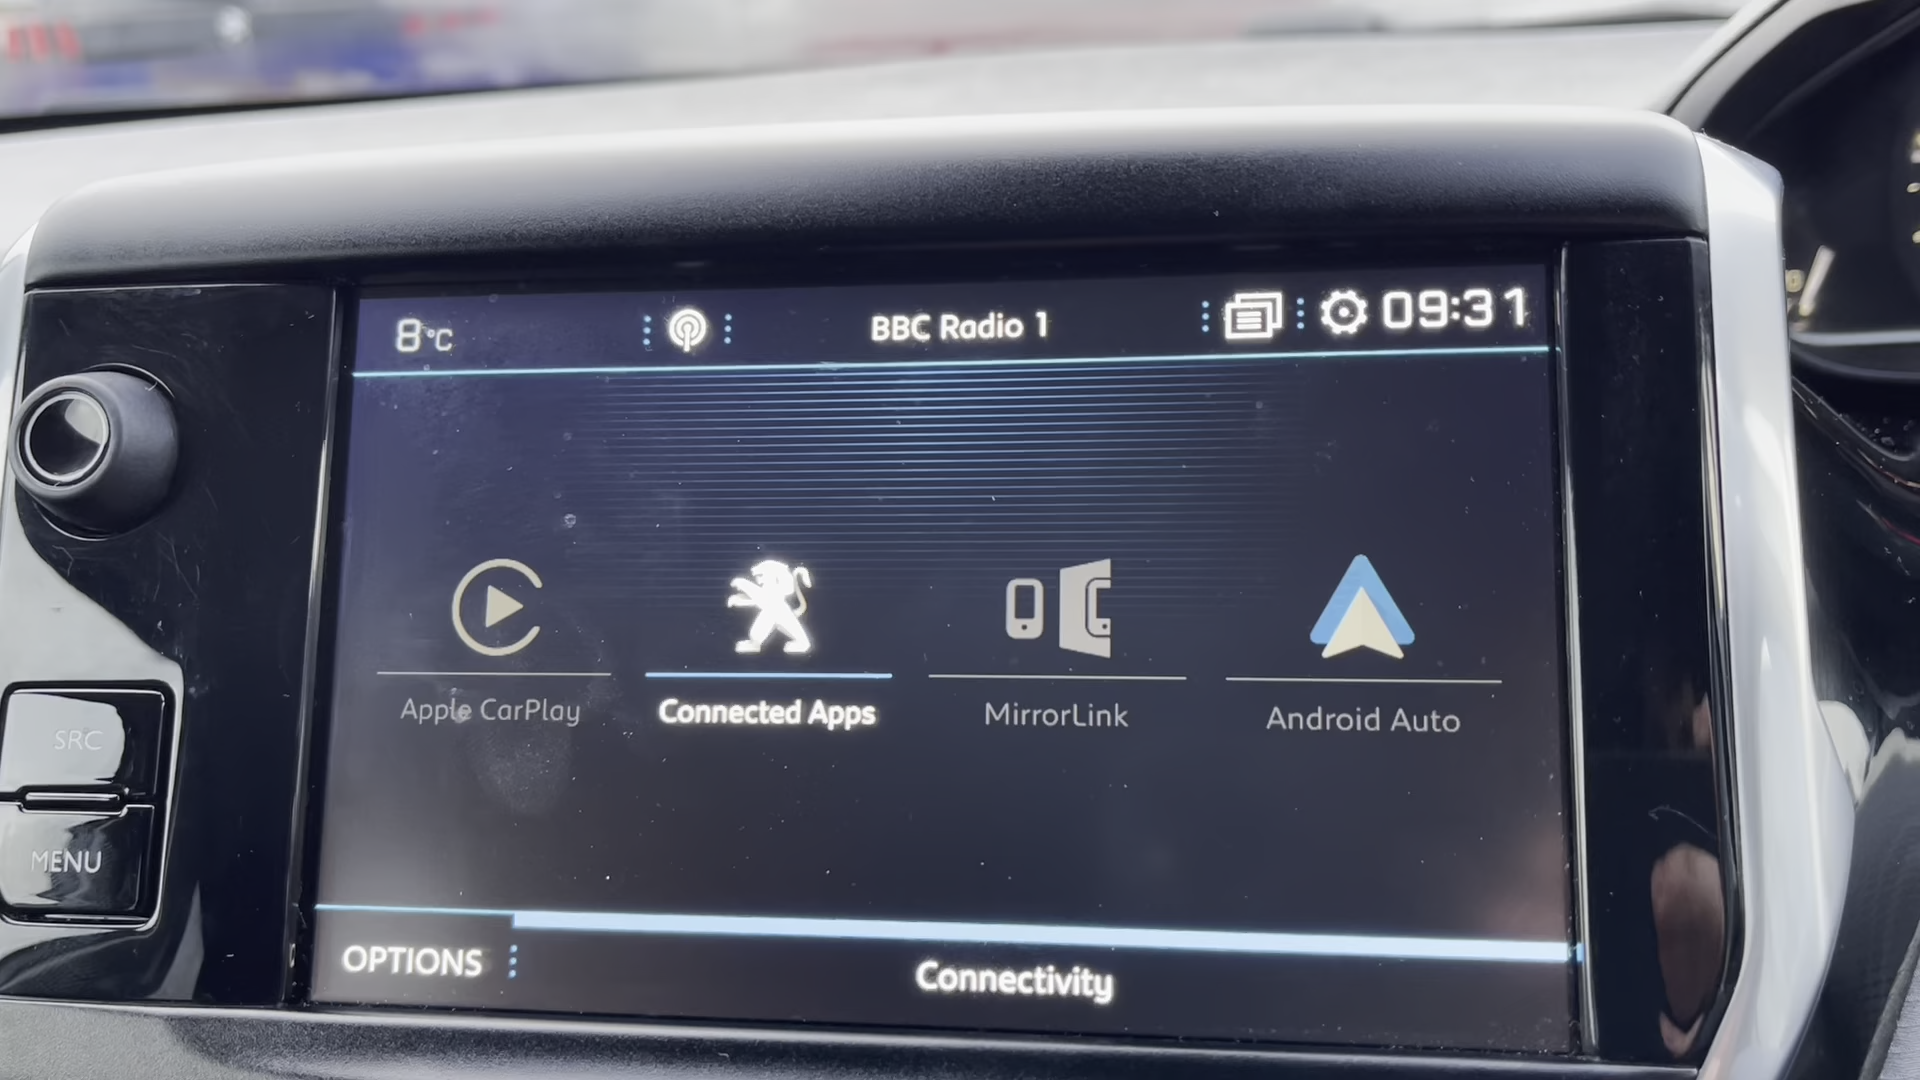 8°C
BBC Radio 1
09:31
Apple CarPlay
Connected Apps
MirrorLink
Android Auto
SRC
MENU
OPTIONS
Connectivity